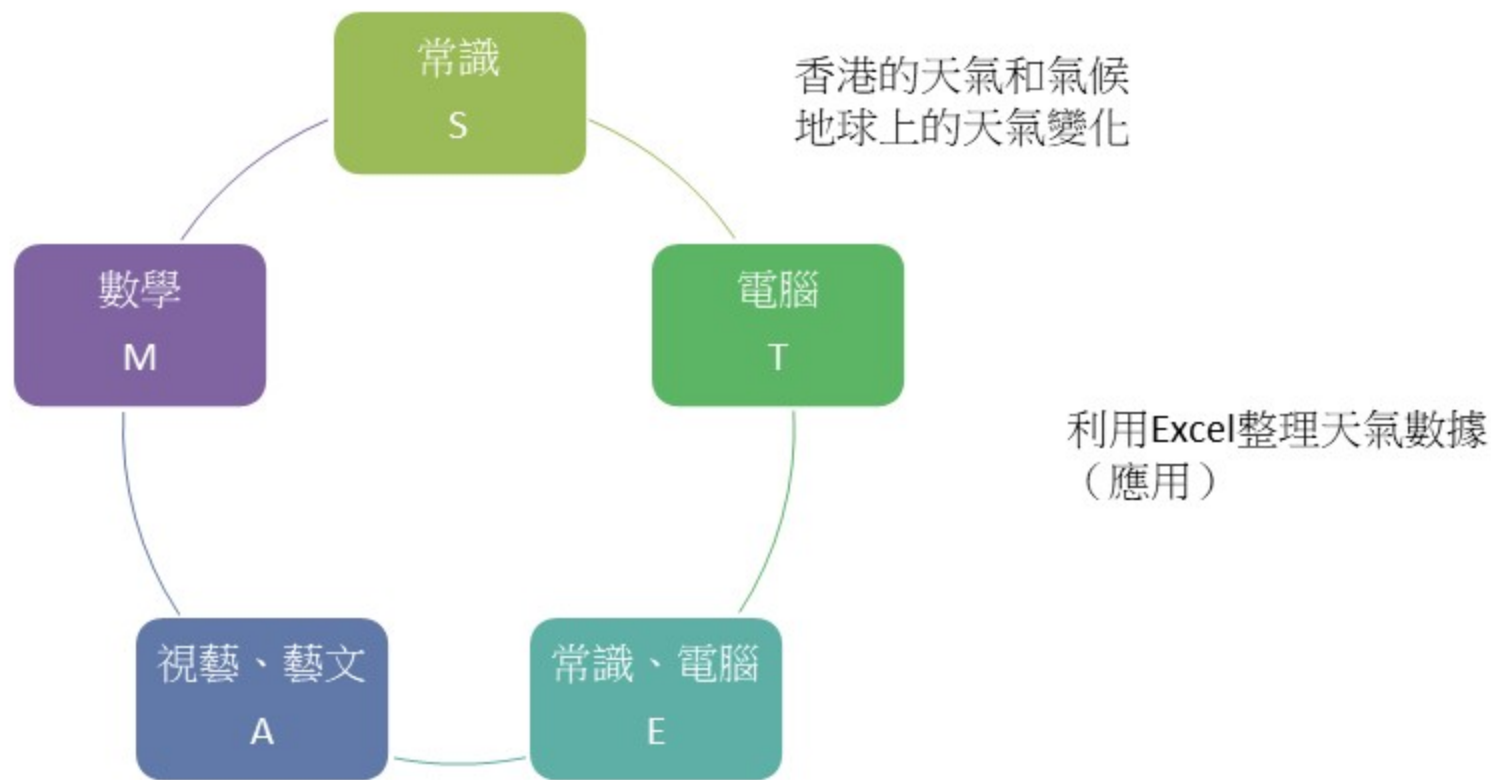 常識
S
香港的天氣和氣候
地球上的天氣變化
數學
M
電腦
T
利用Excel整理天氣數據
（應用）
視藝、藝文
A
常識、電腦
E